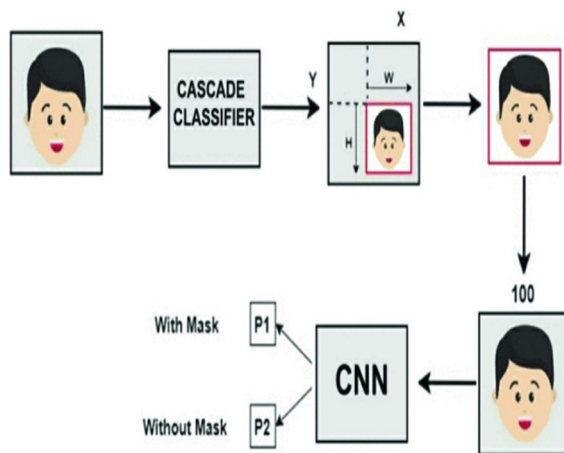 X
Y
W
CASCADE
CLASSIFIER
H
100
With Mask
P1
CNN
Without Mask
P2